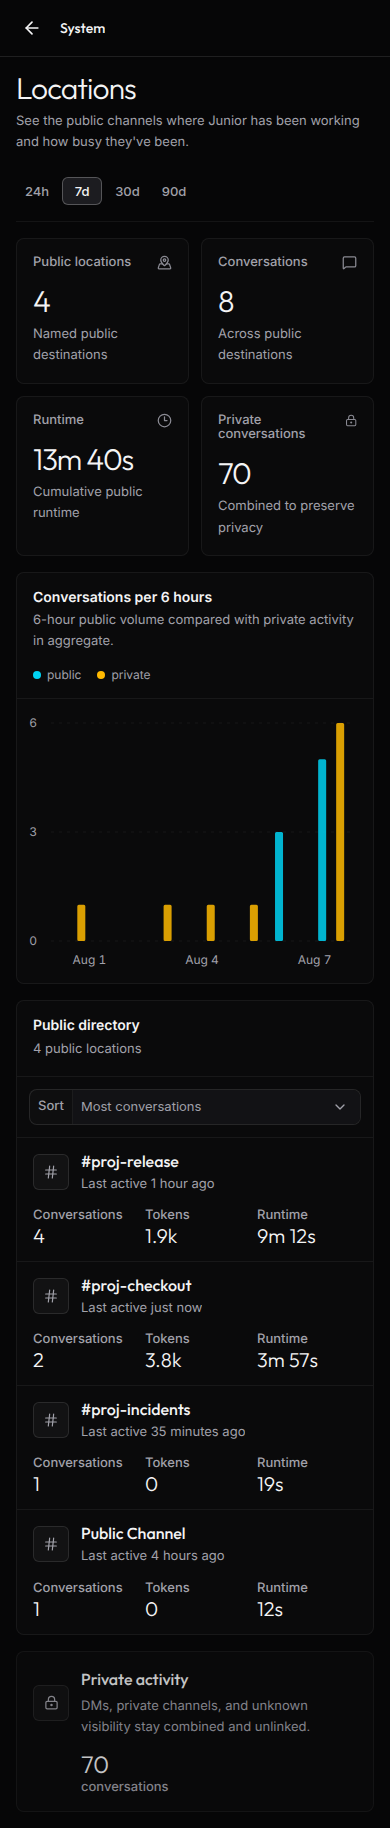 System
Locations
See the public channels where Junior has been working
and how busy they've been.
24h 7d 30d 90d
Public locations
4
Named public
destinations
Conversations
8
Across public
destinations
Runtime
13m 40s
Cumulative public
runtime
Private
conversations
70
Combined to preserve
privacy
Conversations per 6 hours
6-hour public volume compared with private activity
in aggregate.
public private
6
3
0
Aug 1 Aug 4 Aug 7
Public directory
4 public locations
Sort Most conversations
#proj-release
Last active 1 hour ago
Conversations Tokens Runtime
4 1.9k 9m 12s
#proj-checkout
Last active just now
Conversations Tokens Runtime
2 3.8k 3m 57s
#proj-incidents
Last active 35 minutes ago
Conversations Tokens Runtime
1 0 19s
Public Channel
Last active 4 hours ago
Conversations Tokens Runtime
1 0 12s
Private activity
DMs, private channels, and unknown
visibility stay combined and unlinked.
70
conversations